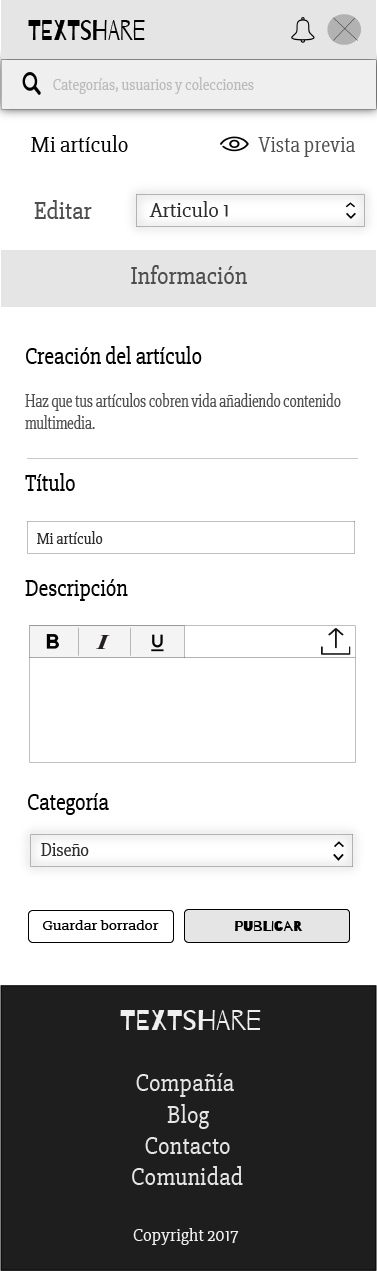 TEXTSHARE
Categorías, usuarios y colecciones
Mi artículo
Vista previa
Editar
Articulo 1
Información
Creación del artículo
Haz que tus artículos cobren vida añadiendo contenido
multimedia.
Título
Mi artículo
Descripción
B I U
Categoría
Diseño
Guardar borrador
PUBLICAR
TEXTSHARE
Compañía
Blog
Contacto
Comunidad
Copyright 2017